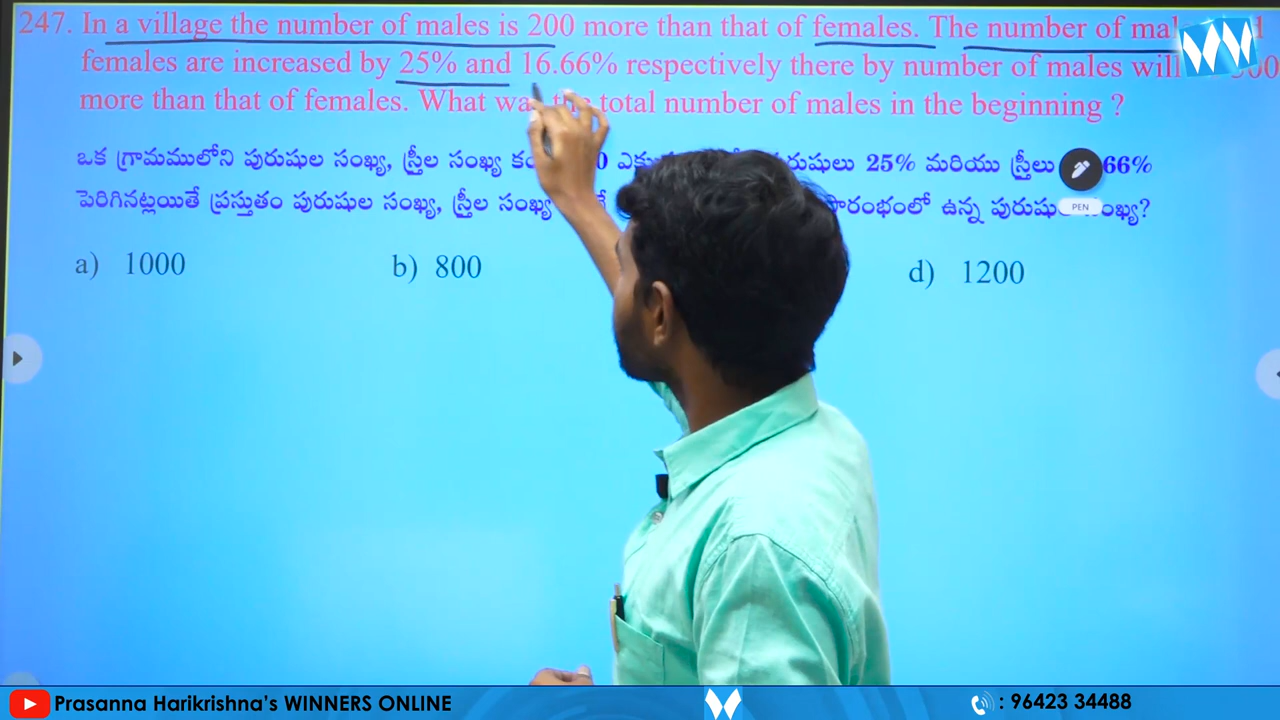 247. In a village the number of males is 200 more than that of females. The number of
females are increased by 25% and 16.66% respectively there by number of males will
more than that of females. What was the total number of males in the beginning ?
ఒక గ్రామములోని పురుషుల సంఖ్య, స్త్రీల సంఖ్య 25% మరియు స్త్రీలు 66%
పెరిగినట్లయితే ప్రస్తుతం పురుషుల సంఖ్య, స్త్రీల సంఖ్య ఉన్న
a) 1000 b) 800 d) 1200
PEN
Prasanna Harikrishna's WINNERS ONLINE : 96423 34488